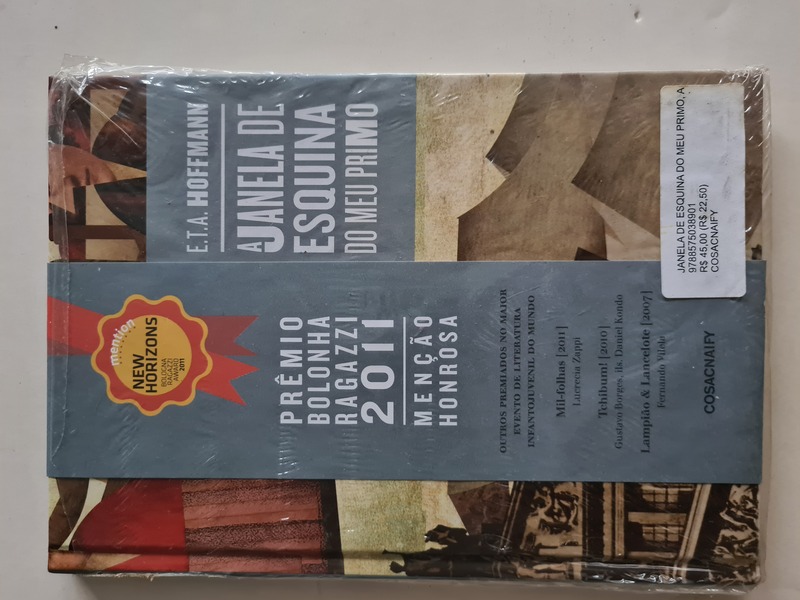 mention
NEW
HORIZONS
BOLOGNA
RAGAZZI
AWARD
2011
PRÊMIO
BOLONHA
RAGAZZI
2011
MENÇÃO
HONROSA
OUTROS PREMIADOS NO MAIOR
EVENTO DE LITERATURA
INFANTOJUVENIL DO MUNDO
Mil-folhas [2011]
Lucrecia Zappi
Tchibum! [2010]
Gustavo Borges, ils. Daniel Kondo
Lampião & Lancelote [2007]
Fernando Vilela
COSACNAIFY
E.T.A. HOFFMANN
A JANELA DE
ESQUINA
DO MEU PRIMO
JANELA DE ESQUINA DO MEU PRIMO, A
9788575038901
R$ 45,00 (R$ 22,50)
COSACNAIFY